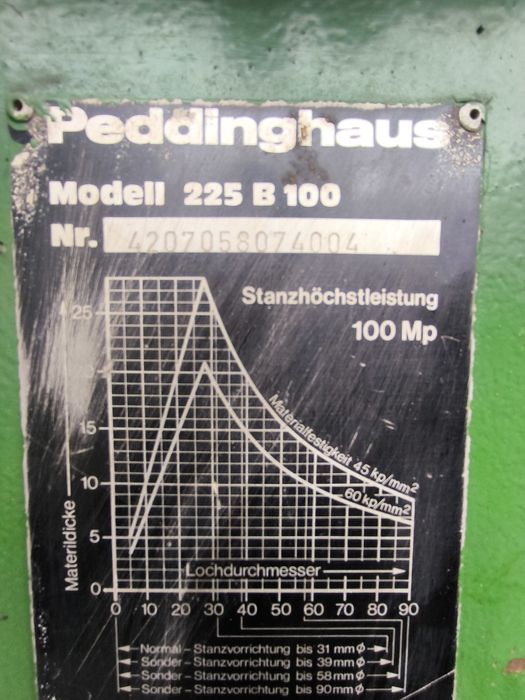 Peddinghaus
Modell 225 B 100
Nr. 4207058074004
Stanzhöchstleistung
100 Mp
25
15
10
5
0
Materildicke
Materialfestigkeit 45 kp/mm²
60 kp/mm²
Lochdurchmesser
0 10 20 30 40 50 60 70 80 90
Normal - Stanzvorrichtung bis 31 mm ϕ
Sonder - Stanzvorrichtung bis 39 mm ϕ
Sonder - Stanzvorrichtung bis 58 mm ϕ
Sonder - Stanzvorrichtung bis 90 mm ϕ